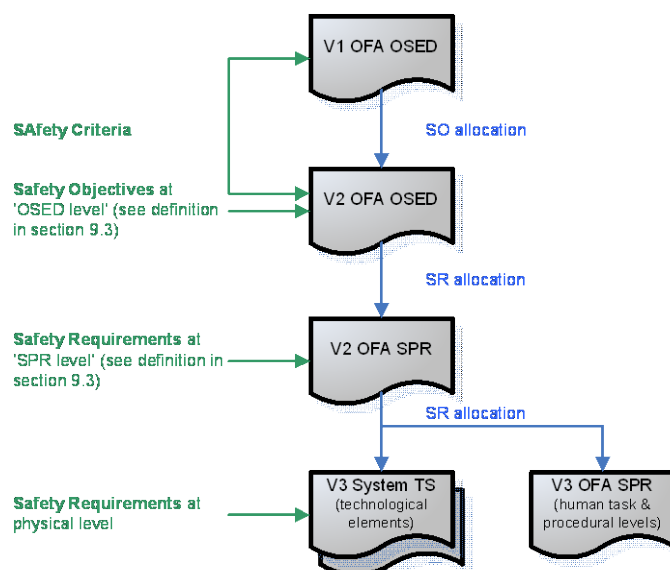 V1 OFA OSED
SAfety Criteria
SO allocation
Safety Objectives at
'OSED level' (see definition
in section 9.3)
V2 OFA OSED
SR allocation
Safety Requirements at
'SPR level' (see definition in
section 9.3)
V2 OFA SPR
SR allocation
Safety Requirements at
physical level
V3 System TS
(technological
elements)
V3 OFA SPR
(human task &
procedural levels)